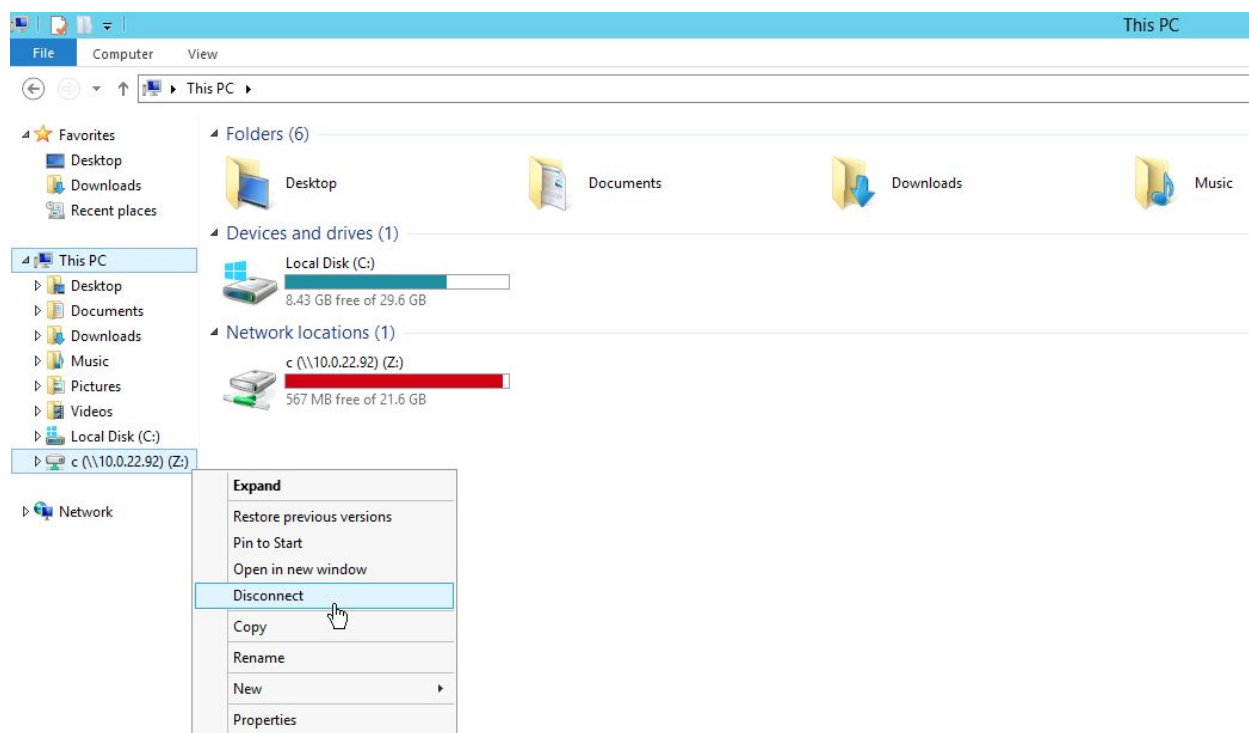 This PC
File Computer View
This PC
Favorites
Desktop
Downloads
Recent places
This PC
Desktop
Documents
Downloads
Music
Pictures
Videos
Local Disk (C:)
c (\\10.0.22.92) (Z:)
Network
Folders (6)
Desktop Documents Downloads Music
Devices and drives (1)
Local Disk (C:)
8.43 GB free of 29.6 GB
Network locations (1)
c (\\10.0.22.92) (Z:)
567 MB free of 21.6 GB
Expand
Restore previous versions
Pin to Start
Open in new window
Disconnect
Copy
Rename
New
Properties